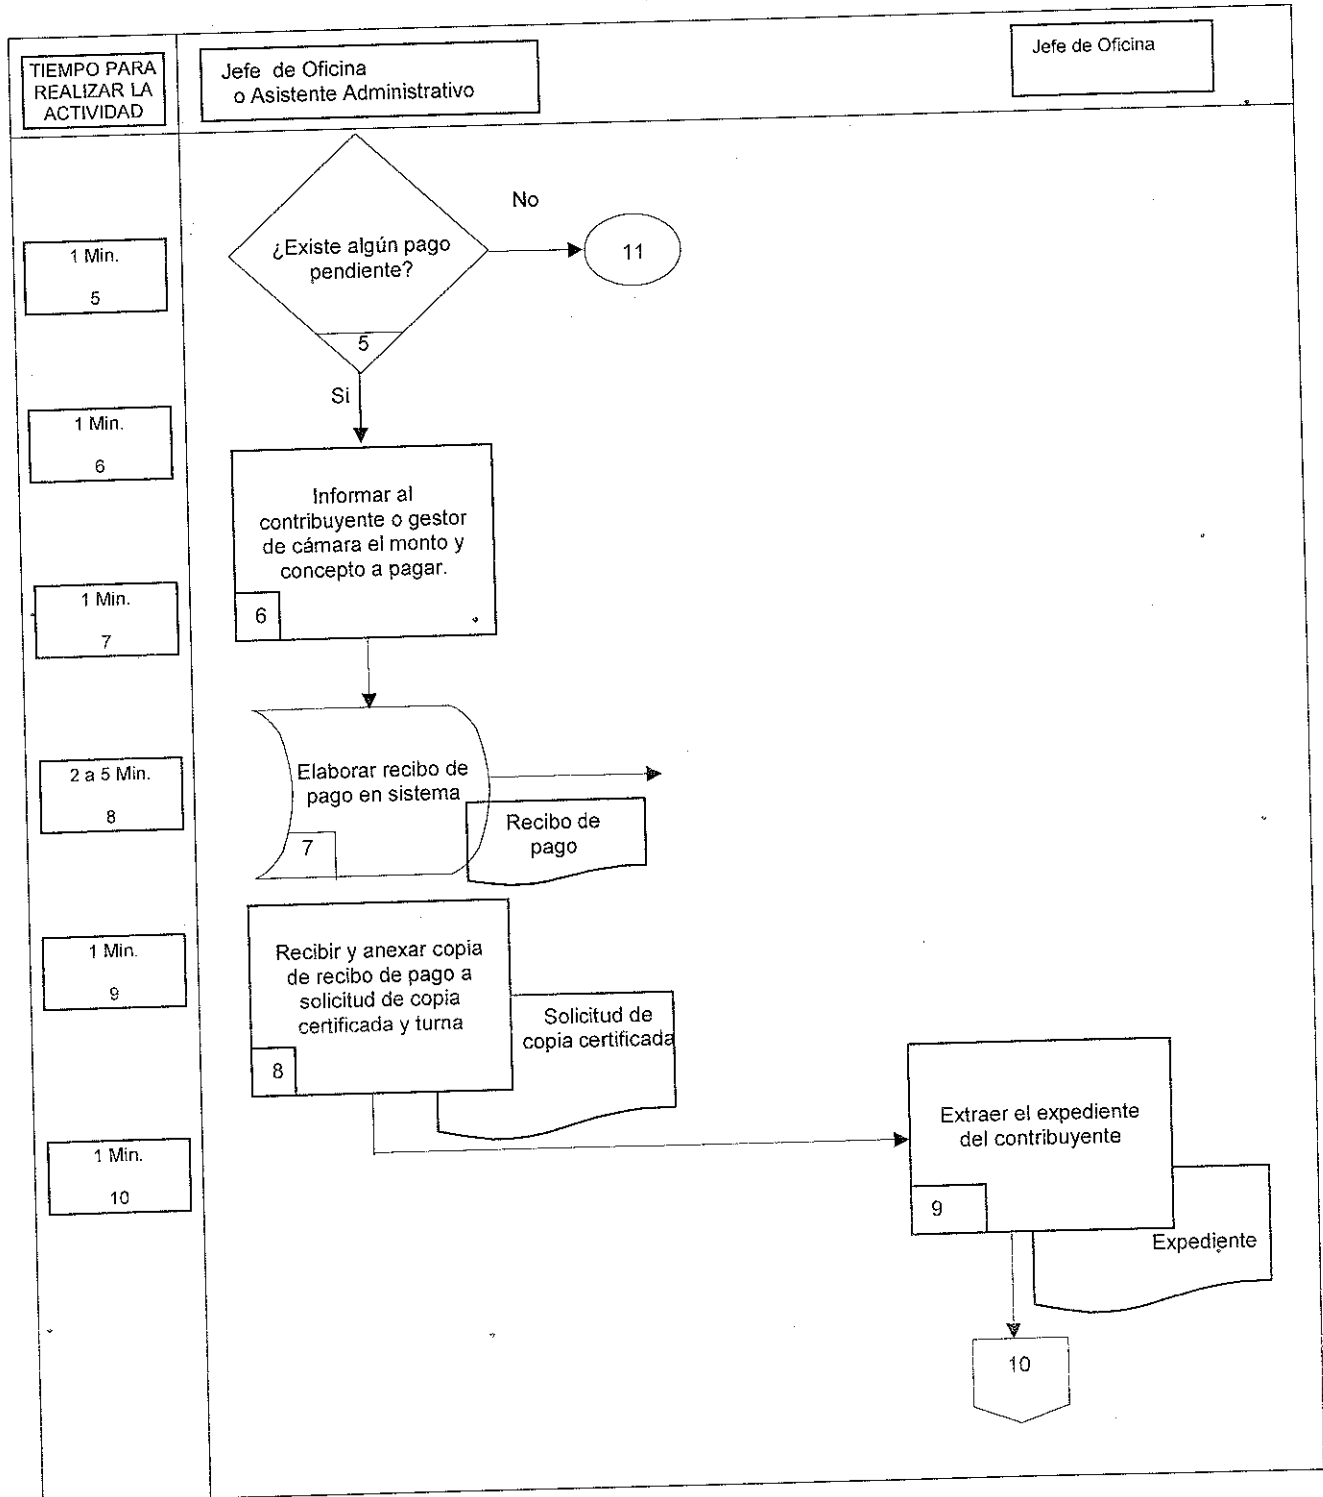 TIEMPO PARA
REALIZAR LA
ACTIVIDAD
Jefe de Oficina
o Asistente Administrativo
Jefe de Oficina
1 Min.
5
¿Existe algún pago
pendiente?
5
No
11
Si
1 Min.
6
Informar al
contribuyente o gestor
de cámara el monto y
concepto a pagar.
6
1 Min.
7
Elaborar recibo de
pago en sistema
7
Recibo de
pago
2 a 5 Min.
8
Recibir y anexar copia
de recibo de pago a
solicitud de copia
certificada y turna
8
Solicitud de
copia certificada
1 Min.
9
Extraer el expediente
del contribuyente
9
Expediente
1 Min.
10
10